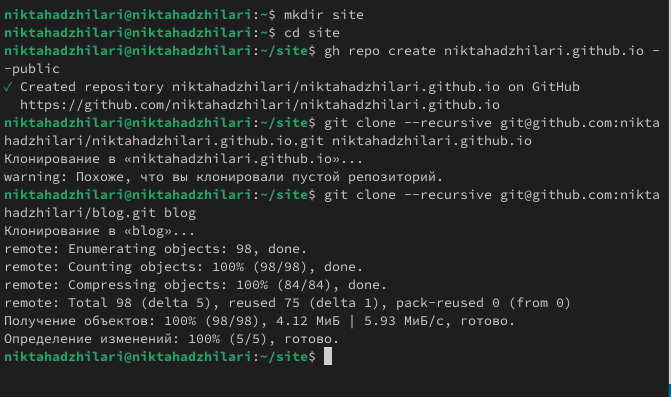 niktahadzhilari@niktahadzhilari:~$ mkdir site
niktahadzhilari@niktahadzhilari:~$ cd site
niktahadzhilari@niktahadzhilari:~/site$ gh repo create niktahadzhilari.github.io -
-public
✓ Created repository niktahadzhilari/niktahadzhilari.github.io on GitHub
  https://github.com/niktahadzhilari/niktahadzhilari.github.io
niktahadzhilari@niktahadzhilari:~/site$ git clone --recursive git@github.com:nikta
hadzhilari/niktahadzhilari.github.io.git niktahadzhilari.github.io
Клонирование в «niktahadzhilari.github.io»...
warning: Похоже, что вы клонировали пустой репозиторий.
niktahadzhilari@niktahadzhilari:~/site$ git clone --recursive git@github.com:nikta
hadzhilari/blog.git blog
Клонирование в «blog»...
remote: Enumerating objects: 98, done.
remote: Counting objects: 100% (98/98), done.
remote: Compressing objects: 100% (84/84), done.
remote: Total 98 (delta 5), reused 75 (delta 1), pack-reused 0 (from 0)
Получение объектов: 100% (98/98), 4.12 МиБ | 5.93 МиБ/с, готово.
Определение изменений: 100% (5/5), готово.
niktahadzhilari@niktahadzhilari:~/site$